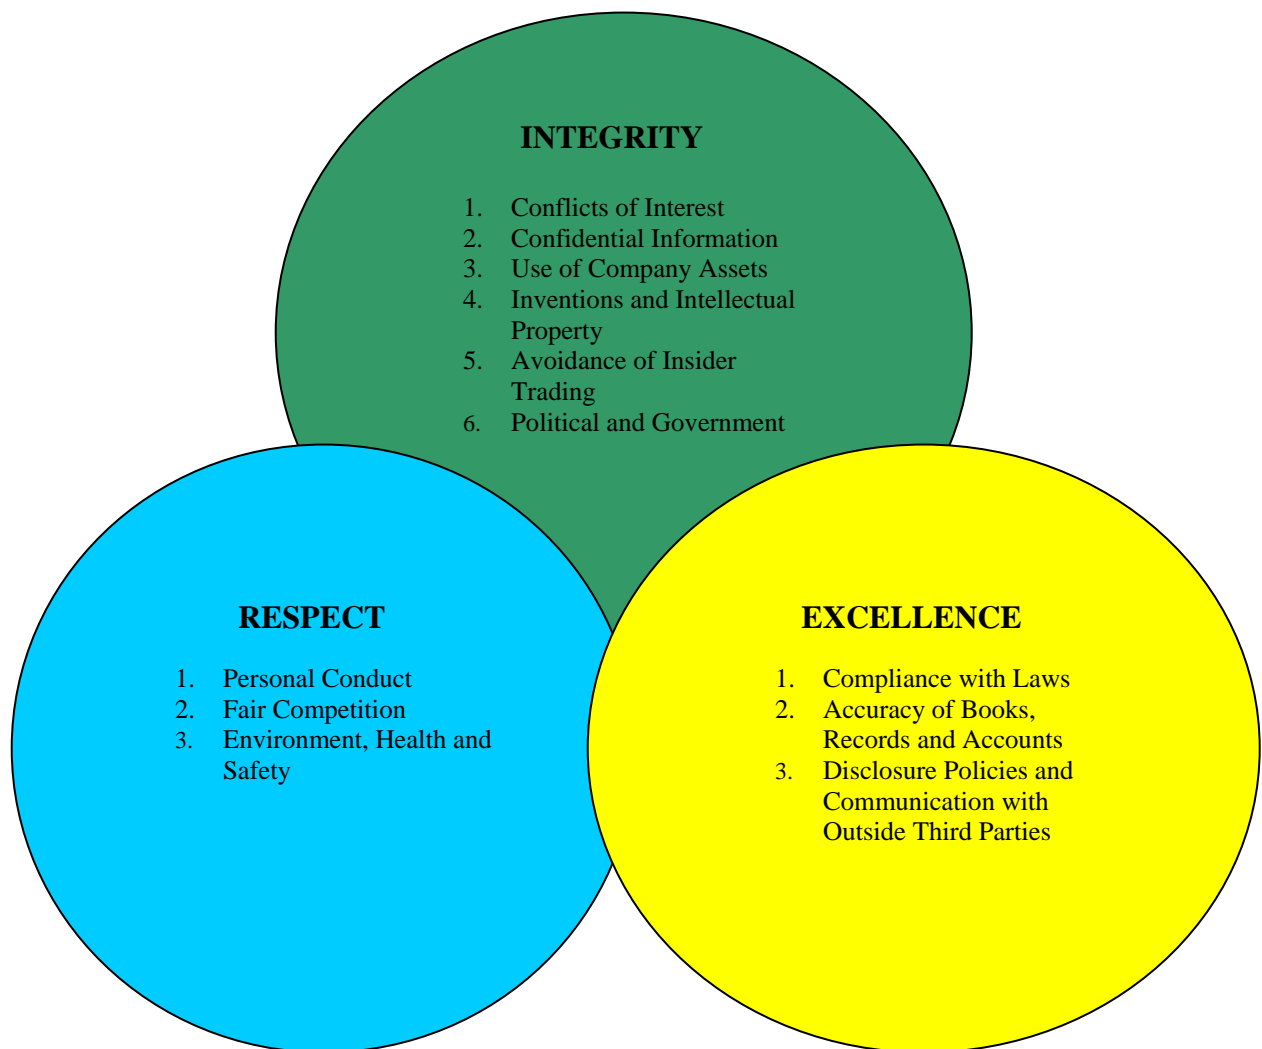 INTEGRITY
1. Conflicts of Interest
2. Confidential Information
3. Use of Company Assets
4. Inventions and Intellectual
Property
5. Avoidance of Insider
Trading
6. Political and Government
RESPECT
1. Personal Conduct
2. Fair Competition
3. Environment, Health and
Safety
EXCELLENCE
1. Compliance with Laws
2. Accuracy of Books,
Records and Accounts
3. Disclosure Policies and
Communication with
Outside Third Parties